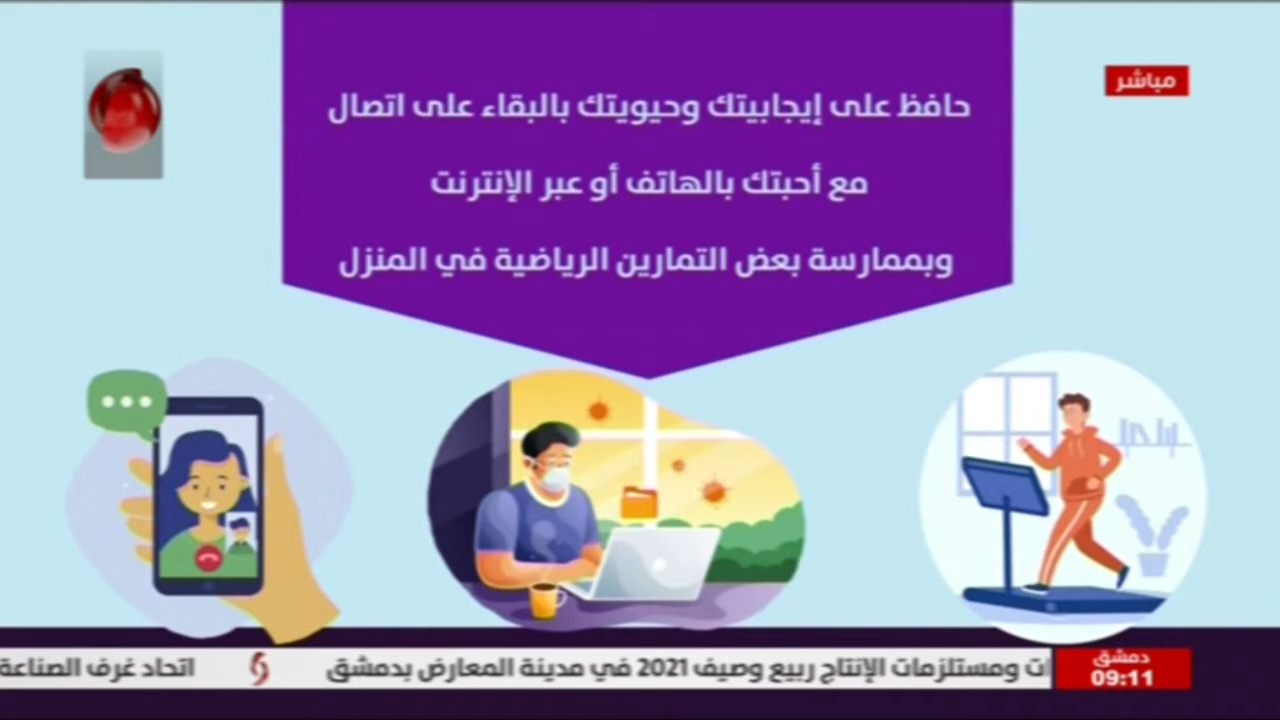 مباشر
حافظ على إيجابيتك وحيويتك بالبقاء على اتصال
مع أحبتك بالهاتف أو عبر الإنترنت
وبممارسة بعض التمارين الرياضية في المنزل
دمشق
09:11
ات ومستلزمات الإنتاج ربيع وصيف 2021 في مدينة المعارض بدمشق
اتحاد غرف الصناعة